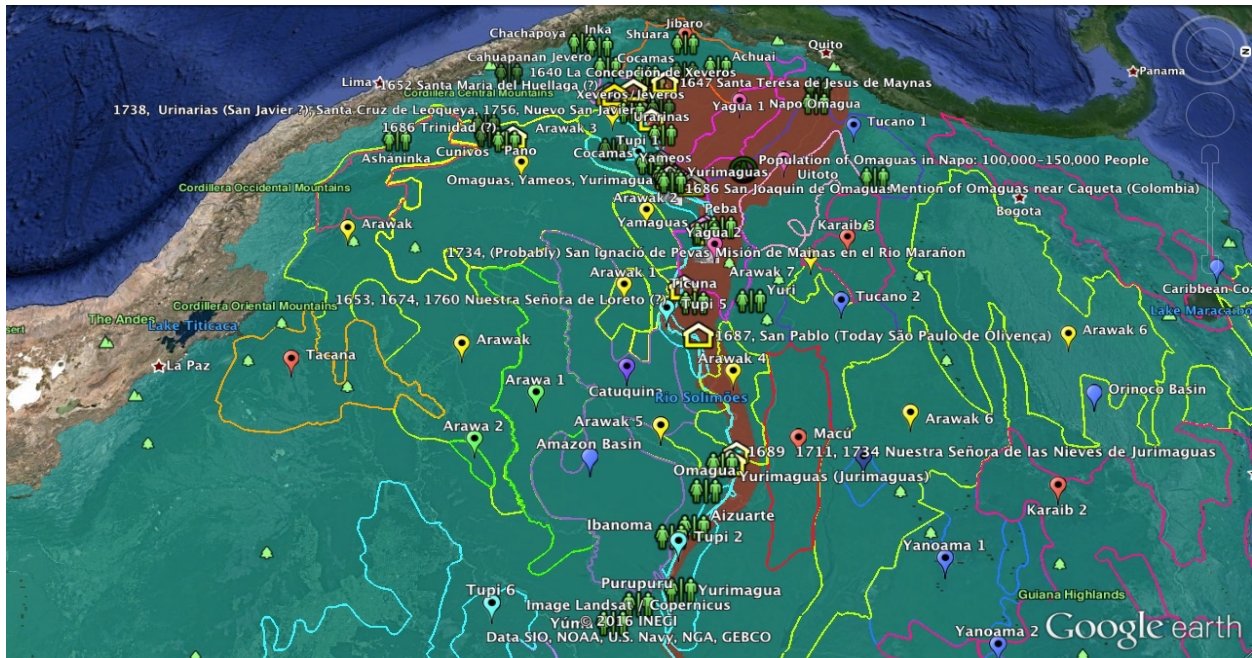 Jibaro
Inka
Chachapoya
Shuara
Quito
Cocamas
Achuai
Cahuapanan Jevero
Panama
1640 La Concepción de Xeveros
Lima
1652 Santa Maria del Huellaga (?)
1647 Santa Teresa de Jesus de Maynas
Cordillera Central Mountains
Xeveros/Jeveros
Yagua 1
Napo Omagua
1738, Urinarias (San Javier ?), Santa Cruz de Leoqueya, 1756, Nuevo San Javier
Urarinas
Tucano 1
1686 Trinidad (?)
Arawak 3
Tupi 1
Cunivos
Pano
Cocamas
Yameos
Ashäninka
Population of Omaguas in Napo: 100,000-150,000 People
Yurimaguas
Uitoto
Omaguas, Yameos, Yurimagua
1686 San Joaquin de Omaguas
Mention of Omaguas near Caqueta (Colombia)
Cordillera Occidental Mountains
Arawak 2
Peba
Bogota
Yamaguas
Arawak
Yagua 2
Karaib 3
1734, (Probably) San Ignacio de Pevas Misión de Mainas en el Rio Marañon
Arawak 1
Arawak 7
Ticuna
Yuri
Caribbean Coa
1653, 1674, 1760 Nuestra Señora de Loreto (?)
Tupi 5
Tucano 2
Cordillera Oriental Mountains
Lake Maracaibo
The Andes
Lake Titicaca
sert
1687, San Pablo (Today São Paulo de Olivença)
Arawak 6
Tacana
Arawak
La Paz
Arawak 4
Arawa 1
Catuquina
Rio Solimões
Orinoco Basin
Arawak 5
Arawak 6
Arawa 2
Macú
Amazon Basin
1689 1711, 1734 Nuestra Señora de las Nieves de Jurimaguas
Omagua
Yurimaguas (Jurimaguas)
Karaib 2
Ibanoma
Aizuarte
Tupi 2
Yanoama 1
Purupuru
Yurimagua
Tupi 6
Guiana Highlands
Image Landsat / Copernicus
© 2016 INEGI
Data SIO, NOAA, U.S. Navy, NGA, GEBCO
Yanoama 2
Google earth